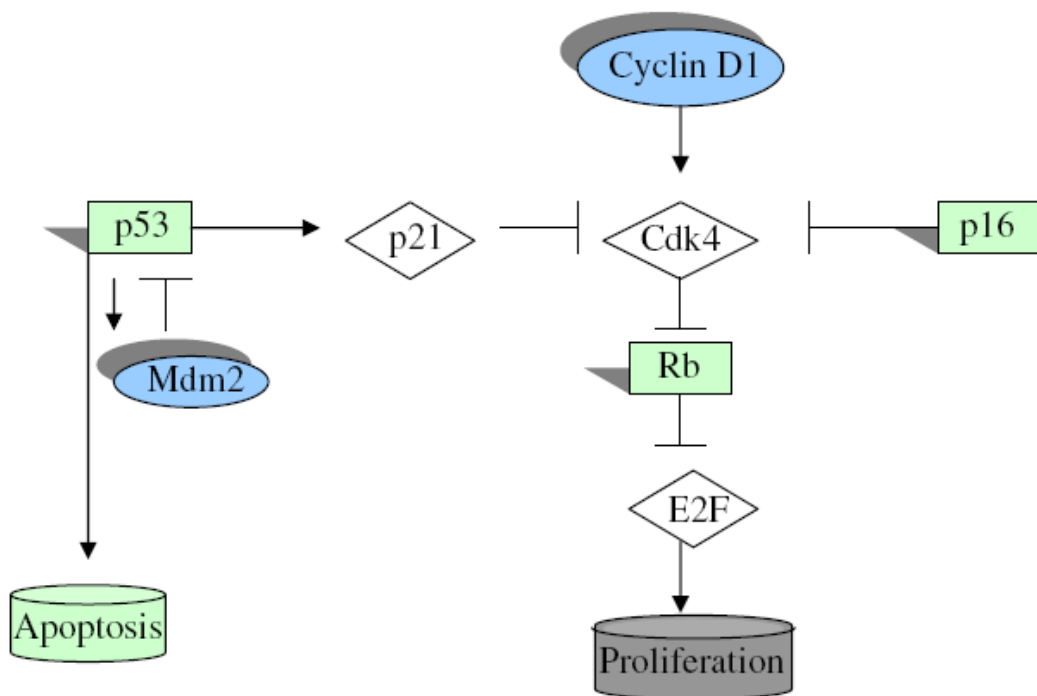 Cyclin D1
p53
p21
Cdk4
p16
Mdm2
Rb
E2F
Apoptosis
Proliferation